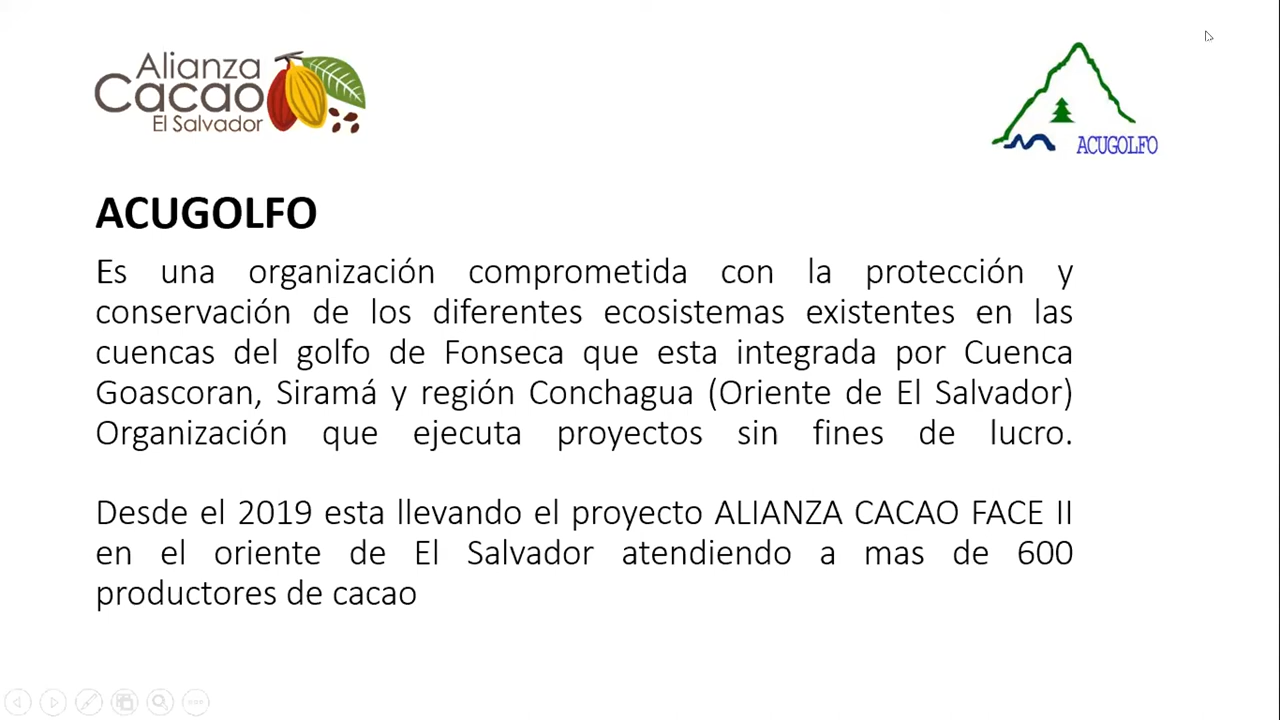 Alianza
Cacao
El Salvador
ACUGOLFO
ACUGOLFO
Es una organización comprometida con la protección y
conservación de los diferentes ecosistemas existentes en las
cuencas del golfo de Fonseca que esta integrada por Cuenca
Goascoran, Siramá y región Conchagua (Oriente de El Salvador)
Organización que ejecuta proyectos sin fines de lucro.
Desde el 2019 esta llevando el proyecto ALIANZA CACAO FACE II
en el oriente de El Salvador atendiendo a mas de 600
productores de cacao